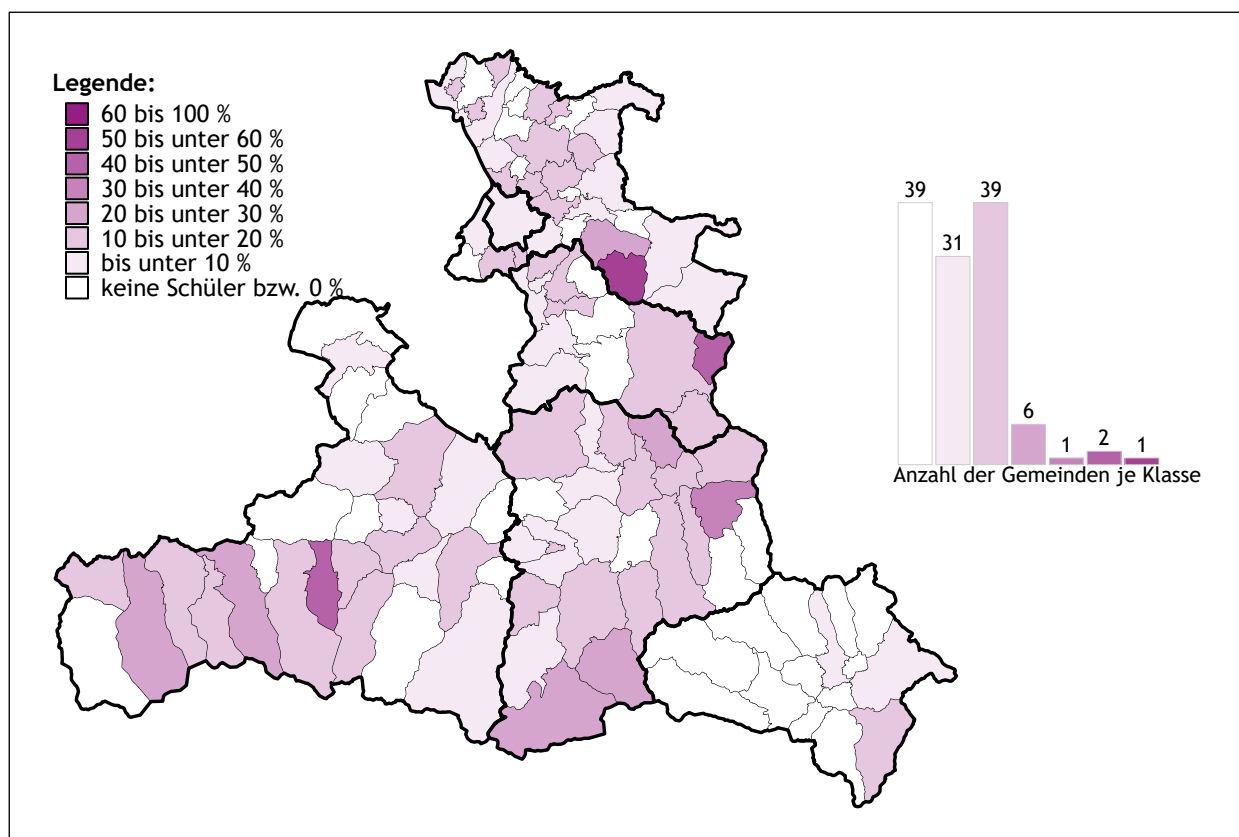 Legende:
60 bis 100 %
50 bis unter 60 %
40 bis unter 50 %
30 bis unter 40 %
20 bis unter 30 %
10 bis unter 20 %
bis unter 10 %
keine Schüler bzw. 0 %
39
31
39
6
1
2
1
Anzahl der Gemeinden je Klasse